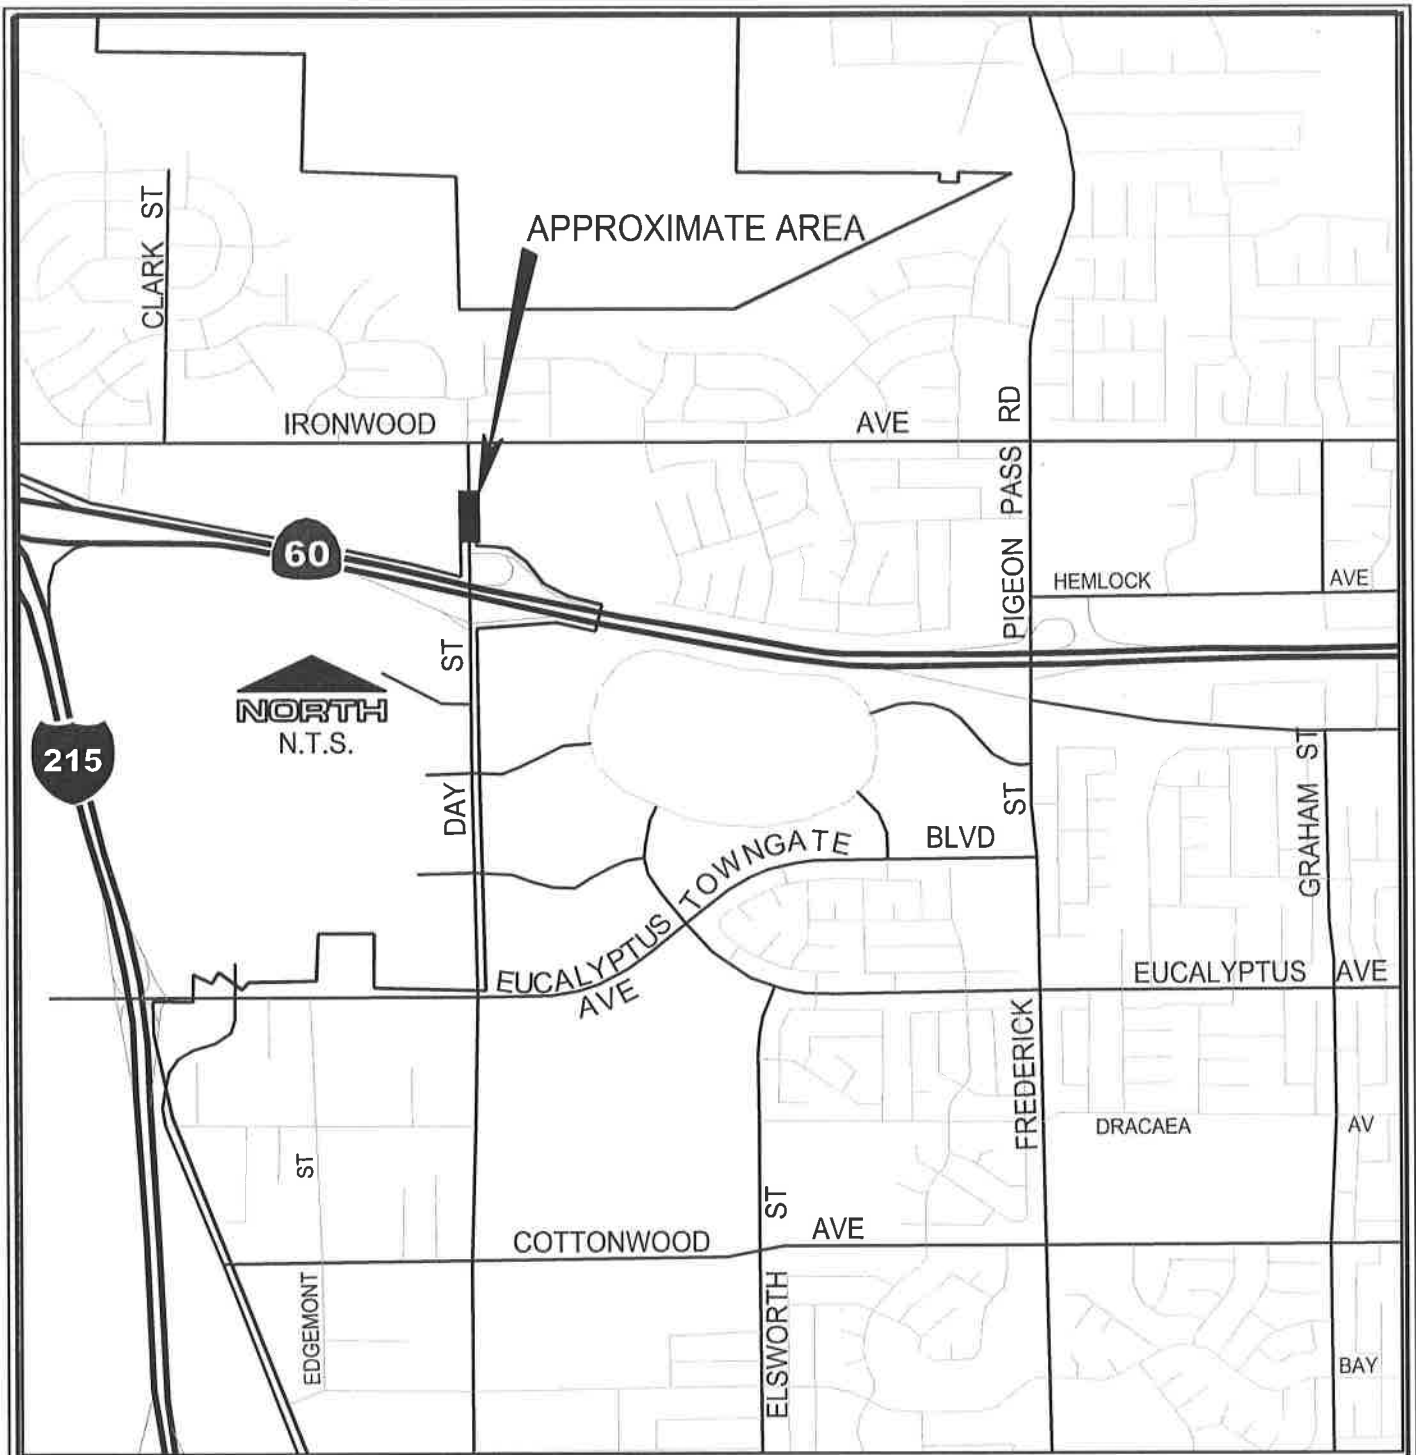 APPROXIMATE AREA
CLARK ST
IRONWOOD AVE
PIGEON PASS RD
60
HEMLOCK AVE
NORTH
N.T.S.
215
DAY ST
TOWNGATE BLVD
ST
GRAHAM ST
EUCALYPTUS AVE
EUCALYPTUS AVE
FREDERICK
DRACAEA AV
EDGEMONT ST
COTTONWOOD AVE
ELSWORTH ST
BAY